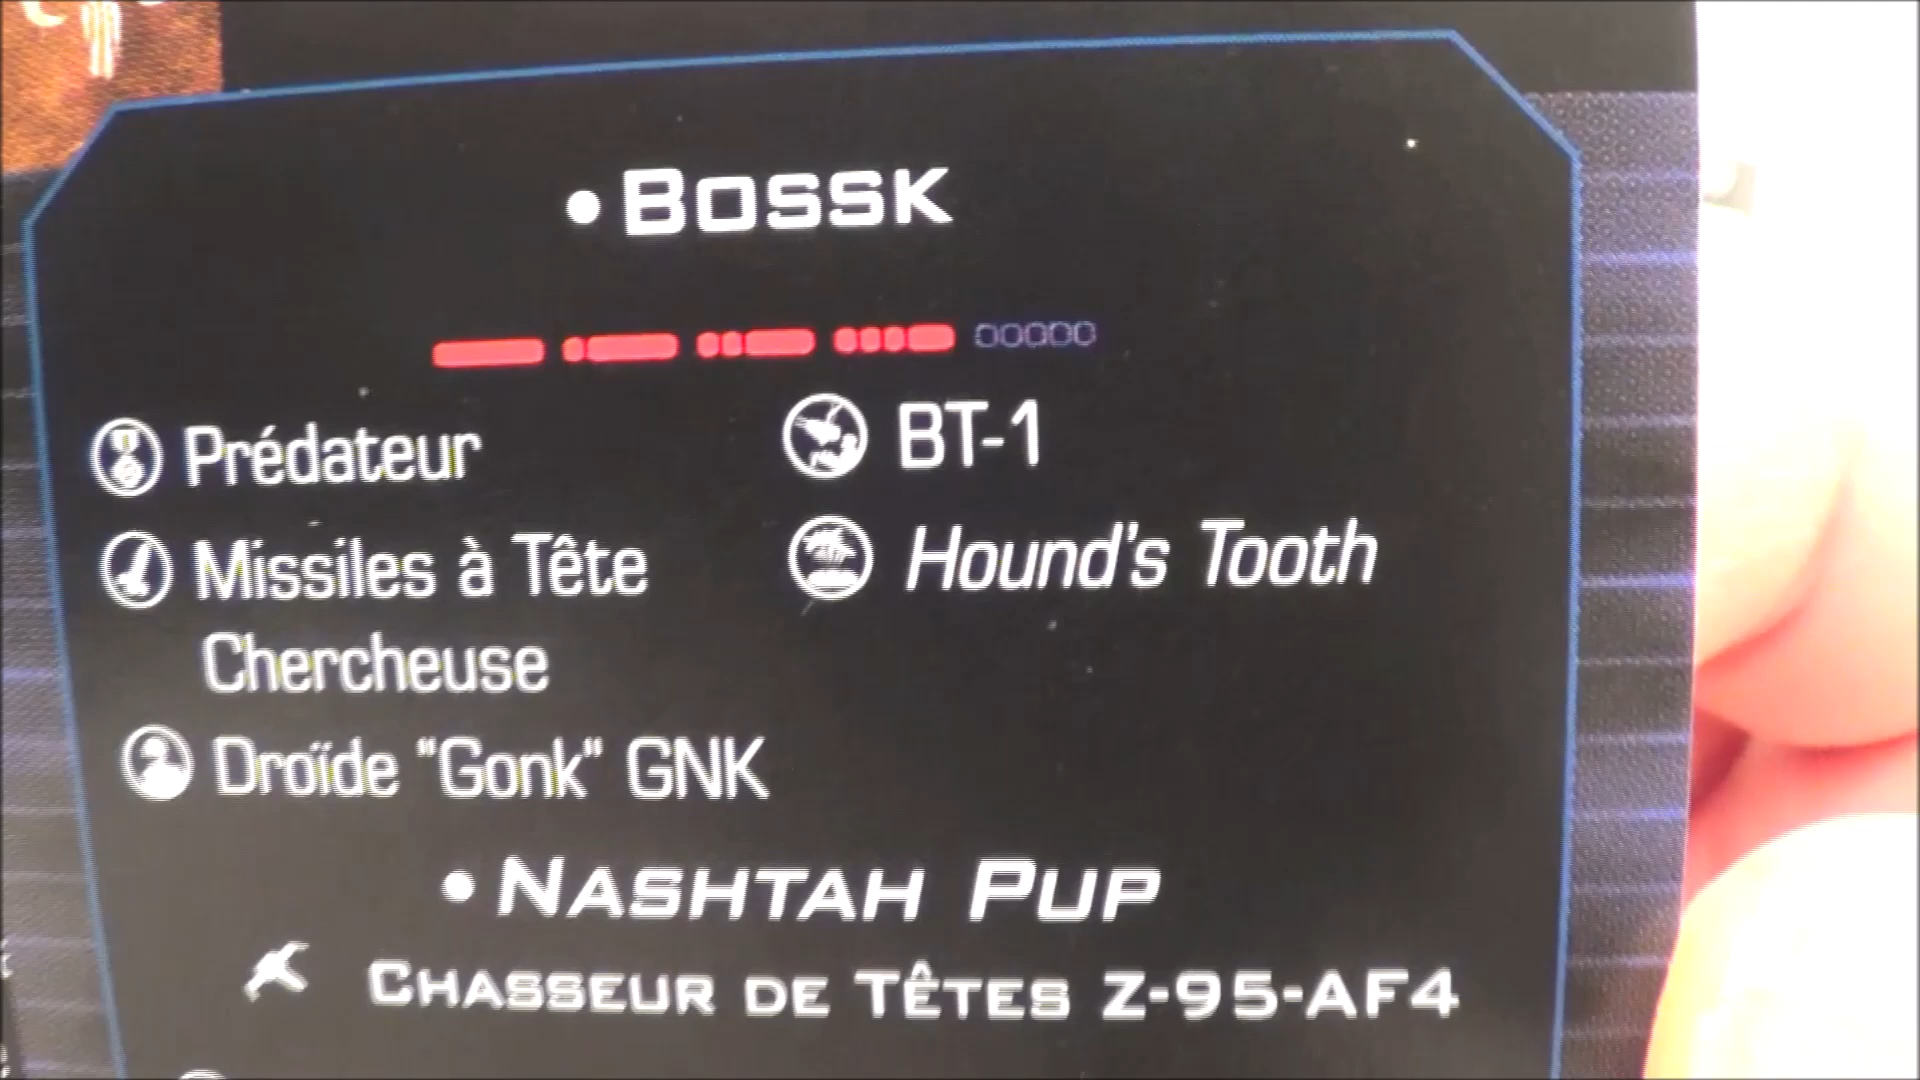 • BOSSK
Prédateur
Missiles à Tête
Chercheuse
Droïde "Gonk" GNK
BT-1
Hound's Tooth
• NASHTAH PUP
CHASSEUR DE TÊTES Z-95-AF4